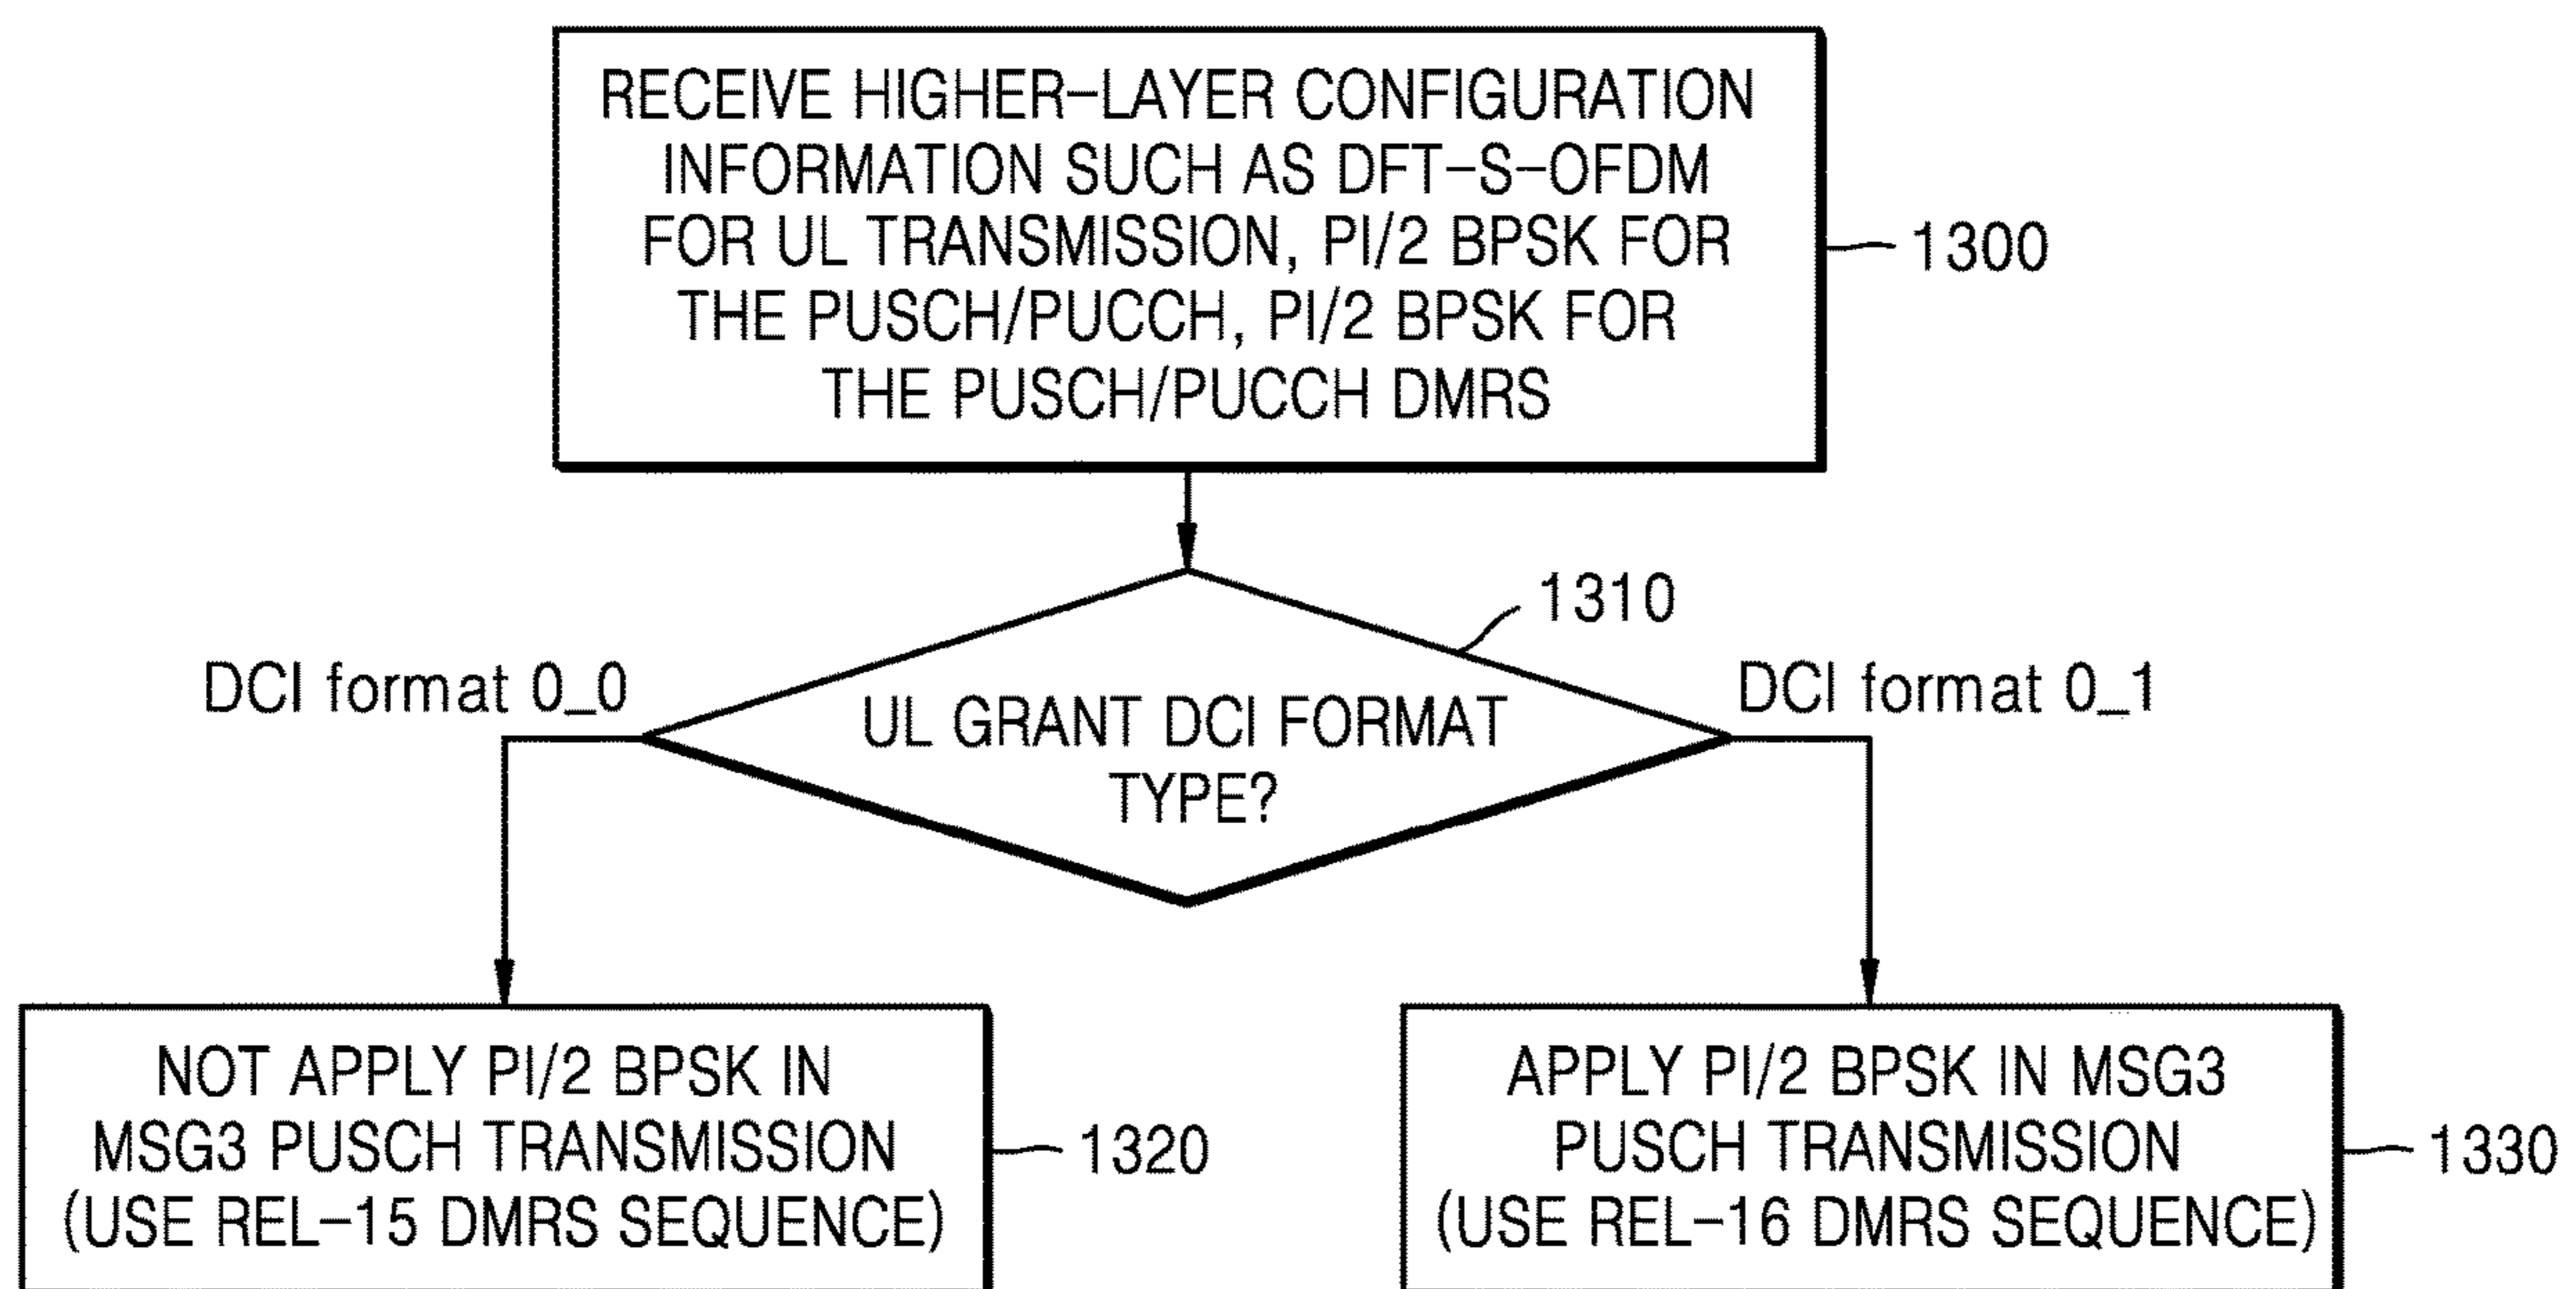 RECEIVE HIGHER-LAYER CONFIGURATION
INFORMATION SUCH AS DFT-S-OFDM
FOR UL TRANSMISSION, PI/2 BPSK FOR
THE PUSCH/PUCCH, PI/2 BPSK FOR
THE PUSCH/PUCCH DMRS
1300
1310
DCI format 0_0
DCI format 0_1
UL GRANT DCI FORMAT
TYPE?
NOT APPLY PI/2 BPSK IN
MSG3 PUSCH TRANSMISSION
(USE REL-15 DMRS SEQUENCE)
1320
APPLY PI/2 BPSK IN MSG3
PUSCH TRANSMISSION
(USE REL-16 DMRS SEQUENCE)
1330